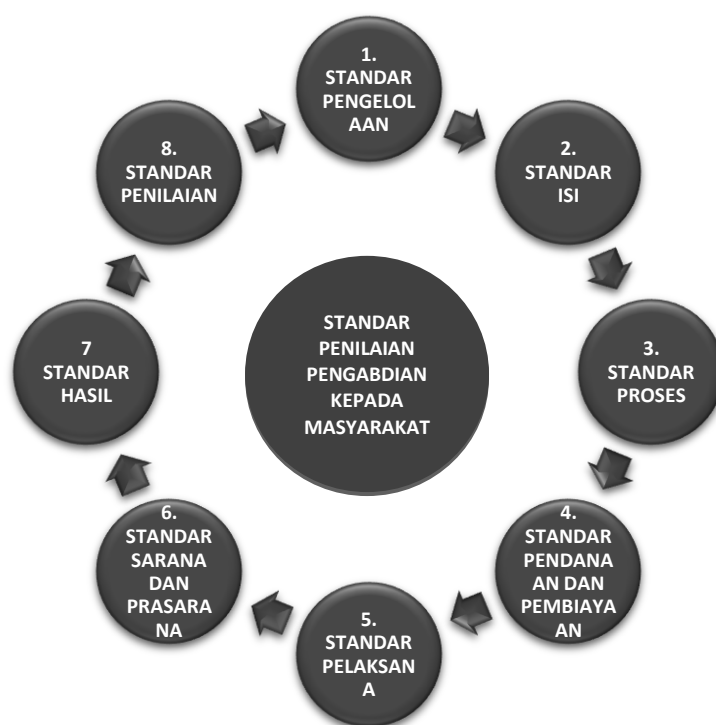 1.
STANDAR
PENGELOL
AAN
2.
STANDAR
ISI
3.
STANDAR
PROSES
4.
STANDAR
PENDANA
AN DAN
PEMBIAYA
AN
5.
STANDAR
PELAKSAN
A
6.
STANDAR
SARANA
DAN
PRASARA
NA
7
STANDAR
HASIL
8.
STANDAR
PENILAIAN
STANDAR
PENILAIAN
PENGABDIAN
KEPADA
MASYARAKAT